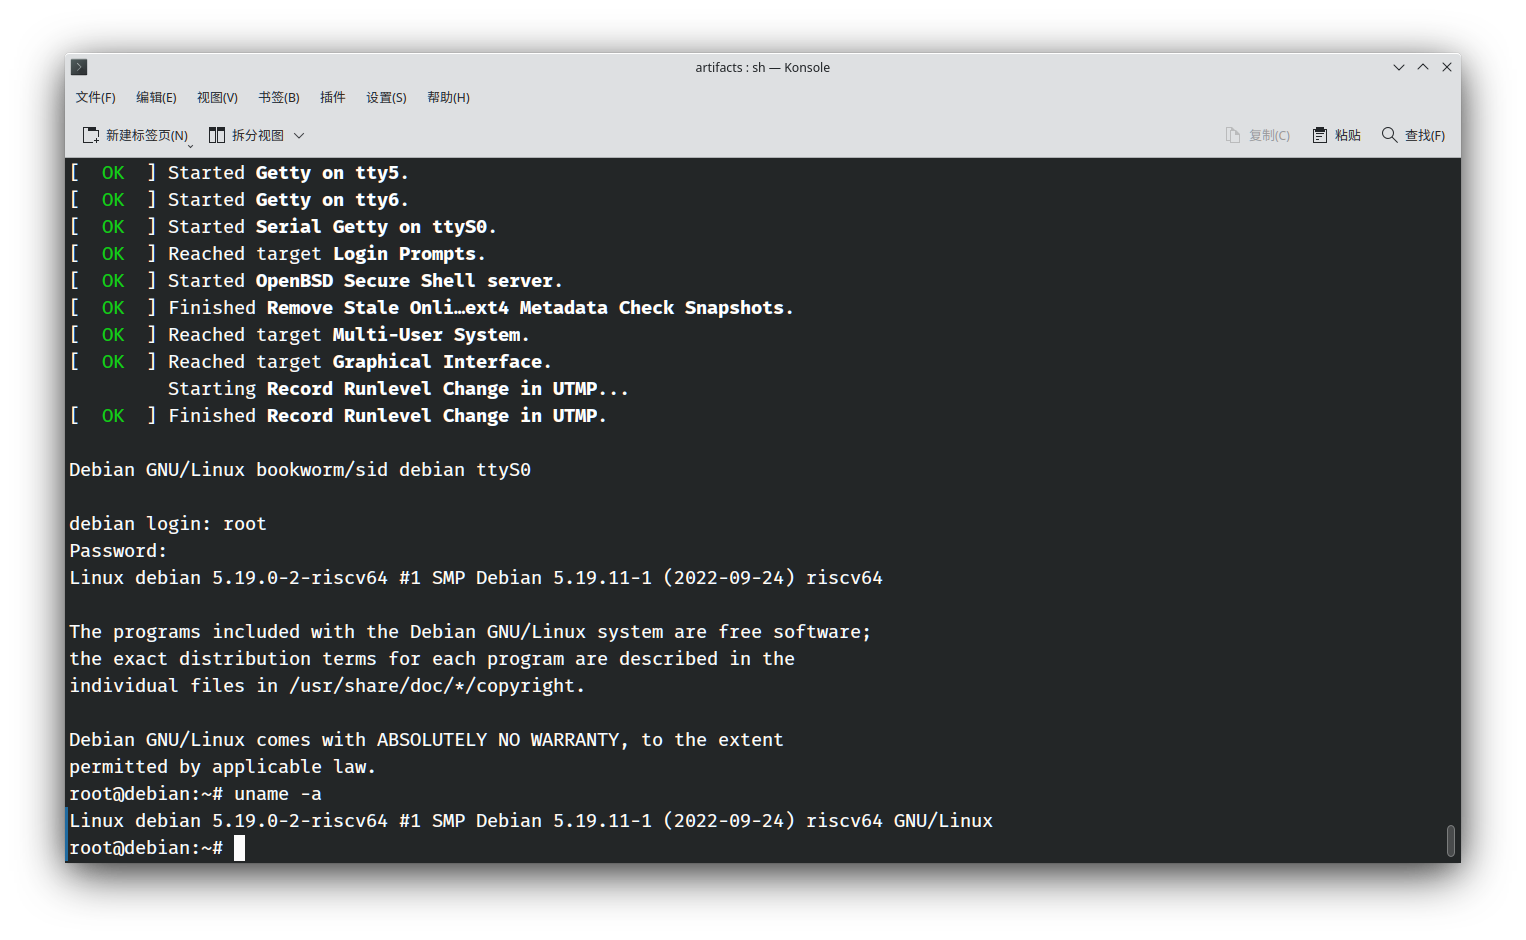 artifacts : sh — Konsole
文件(F) 编辑(E) 视图(V) 书签(B) 插件 设置(S) 帮助(H)
新建标签页(N) 拆分视图 复制(C) 粘贴 查找(F)
[  OK  ] Started Getty on tty5.
[  OK  ] Started Getty on tty6.
[  OK  ] Started Serial Getty on ttyS0.
[  OK  ] Reached target Login Prompts.
[  OK  ] Started OpenBSD Secure Shell server.
[  OK  ] Finished Remove Stale Onli…ext4 Metadata Check Snapshots.
[  OK  ] Reached target Multi-User System.
[  OK  ] Reached target Graphical Interface.
         Starting Record Runlevel Change in UTMP...
[  OK  ] Finished Record Runlevel Change in UTMP.
Debian GNU/Linux bookworm/sid debian ttyS0
debian login: root
Password:
Linux debian 5.19.0-2-riscv64 #1 SMP Debian 5.19.11-1 (2022-09-24) riscv64
The programs included with the Debian GNU/Linux system are free software;
the exact distribution terms for each program are described in the
individual files in /usr/share/doc/*/copyright.
Debian GNU/Linux comes with ABSOLUTELY NO WARRANTY, to the extent
permitted by applicable law.
root@debian:~# uname -a
Linux debian 5.19.0-2-riscv64 #1 SMP Debian 5.19.11-1 (2022-09-24) riscv64 GNU/Linux
root@debian:~#